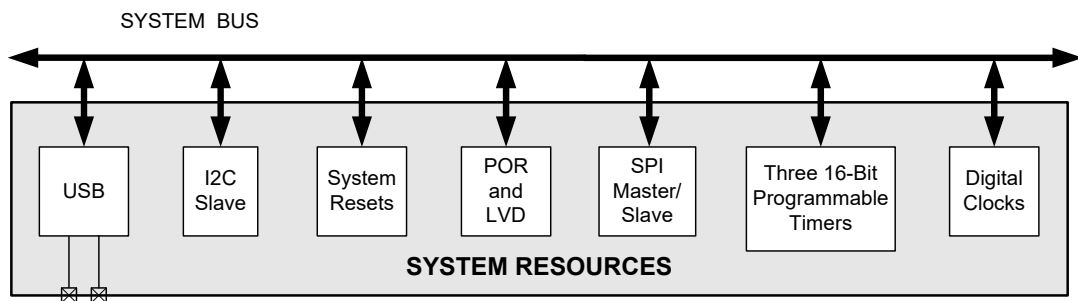 SYSTEM BUS
USB
I2C
Slave
System
Resets
POR
and
LVD
SPI
Master/
Slave
Three 16-Bit
Programmable
Timers
Digital
Clocks
SYSTEM RESOURCES